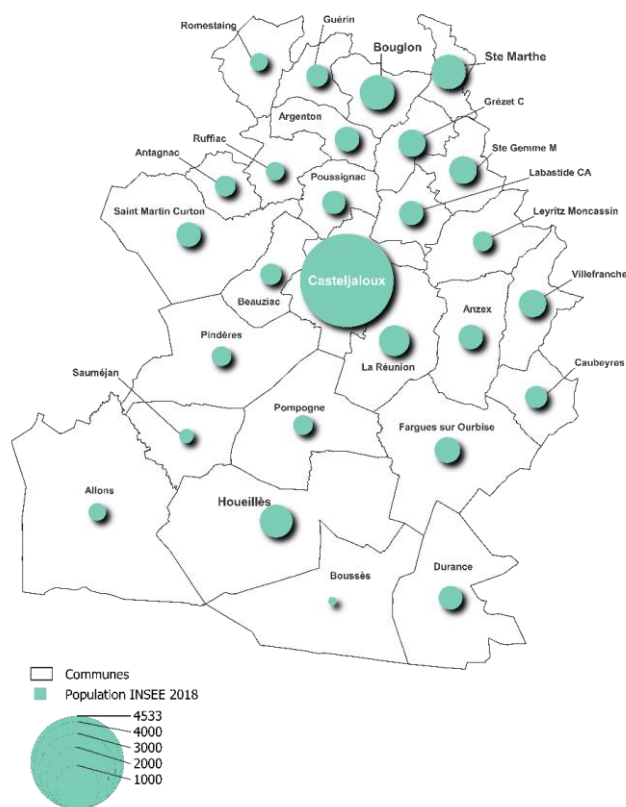 Romestaing
Guérin
Bouglon
Ste Marthe
Grézet C
Argenton
Ruffiac
Ste Gemme M
Antagnac
Poussignac
Labastide CA
Saint Martin Curton
Leyritz Moncassin
Casteljaloux
Villefranche
Beauziac
Anzex
Pindères
La Réunion
Sauméjan
Caubeyres
Pompogne
Fargues sur Ourbise
Allons
Houeillès
Boussès
Durance
Communes
Population INSEE 2018
4533
4000
3000
2000
1000